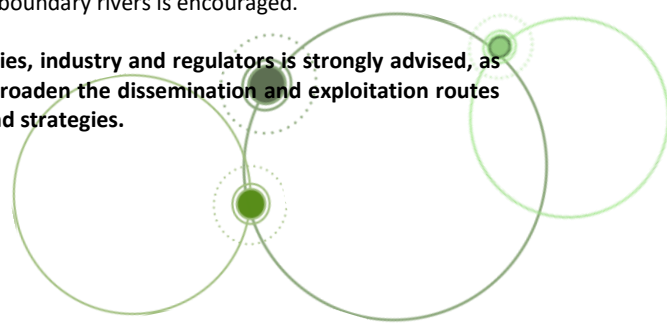 boundary rivers is encouraged.
ies, industry and regulators is strongly advised, as
roaden the dissemination and exploitation routes
nd strategies.